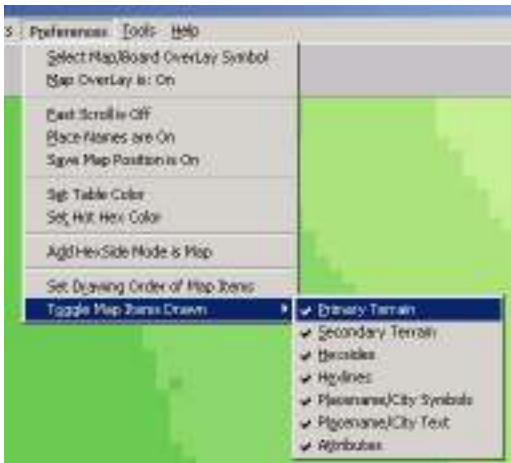 s Preferences Tools Help
Select Map/Board OverLay Symbol
Map OverLay is: On
Fast Scroll is Off
Place Names are On
Save Map Position is On
Set Table Color
Set Hot Hex Color
Add HexSide Mode is Map
Set Drawing Order of Map Items
Toggle Map Items Drawn
Primary Terrain
Secondary Terrain
Hexsides
Hexlines
Placename/City Symbols
Placename/City Text
Attributes